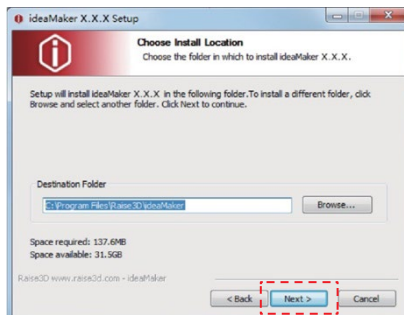 ideaMaker X.X.X Setup
Choose Install Location
Choose the folder in which to install ideaMaker X.X.X.
Setup will install ideaMaker X.X.X in the following folder.To install a different folder, click
Browse and select another folder. Click Next to continue.
Destination Folder
C:\Program Files\Raise3D\ideaMaker
Browse...
Space required: 137.6MB
Space available: 31.5GB
Raise3D www.raise3d.com - ideaMaker
< Back
Next >
Cancel